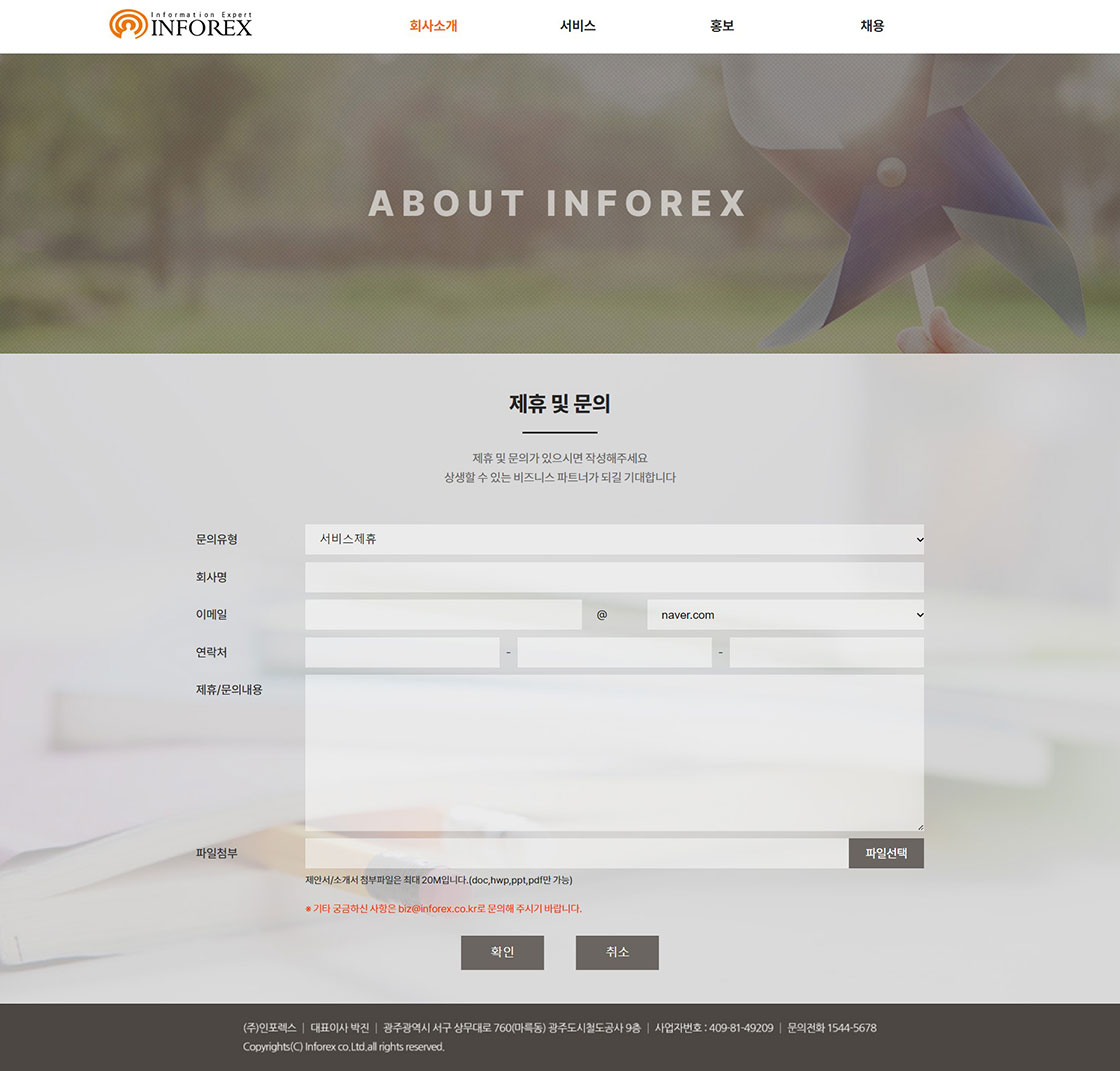 Information Expert
INFOREX
회사소개 서비스 홍보 채용
ABOUT INFOREX
제휴 및 문의
제휴 및 문의가 있으시면 작성해주세요
상생할 수 있는 비즈니스 파트너가 되길 기대합니다
문의유형 서비스제휴
회사명
이메일 @ naver.com
연락처 - -
제휴/문의내용
파일첨부 파일선택
제안서/소개서 첨부파일은 최대 20M입니다.(doc,hwp,ppt,pdf만 가능)
※ 기타 궁금하신 사항은 biz@inforex.co.kr로 문의해 주시기 바랍니다.
확인 취소
(주)인포렉스 | 대표이사 박진 | 광주광역시 서구 상무대로 760(마륵동) 광주도시철도공사 9층 | 사업자번호 : 409-81-49209 | 문의전화 1544-5678
Copyrights(C) Inforex co.Ltd,all rights reserved.